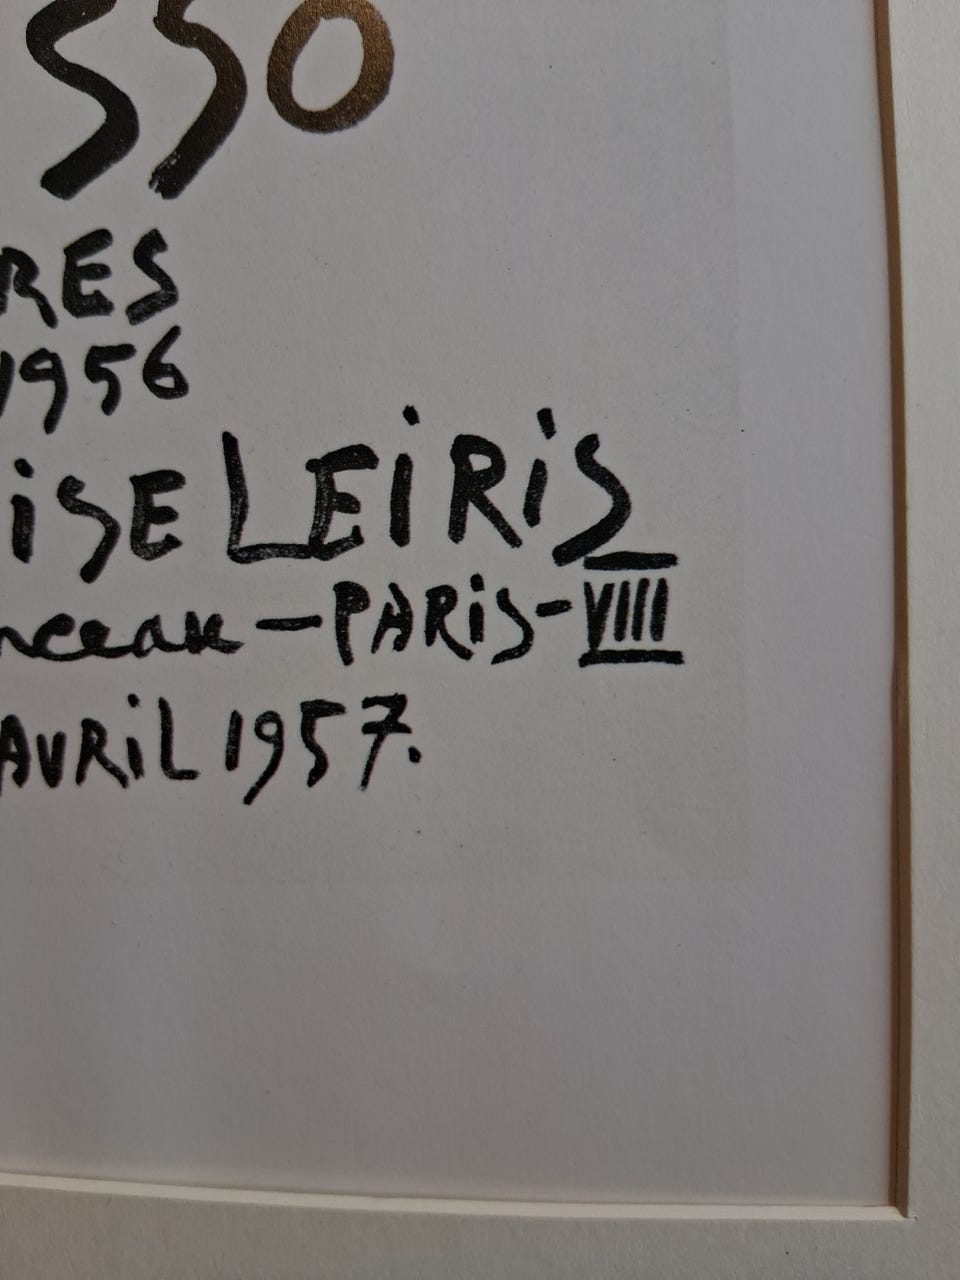 SSO
RES
1956
iSE LEiRiS
nceau - PARiS - VIII
AVRiL 1957.